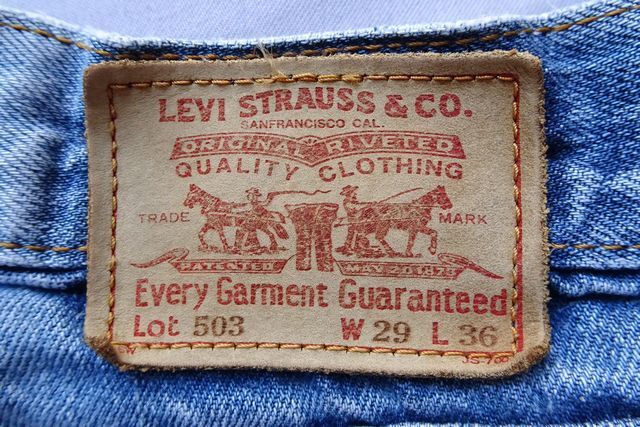 LEVI STRAUSS & CO.
SANFRANCISCO CAL.
ORIGINAL RIVETED
QUALITY CLOTHING
TRADE MARK
PATENTED MAY 20 1873
Every Garment Guaranteed
Lot 503 W 29 L 36